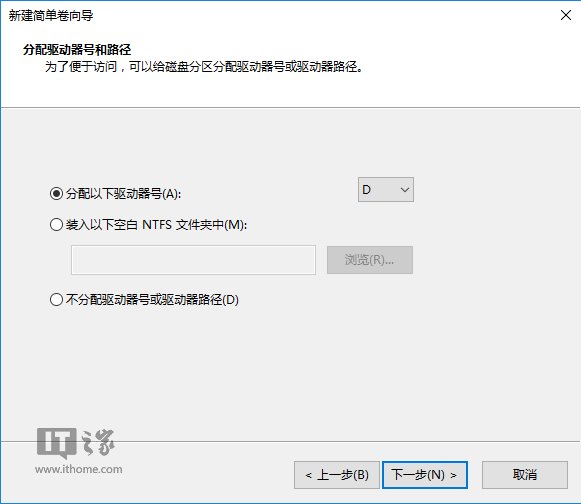 新建简单卷向导
分配驱动器号和路径
为了便于访问，可以给磁盘分区分配驱动器号或驱动器路径。
分配以下驱动器号(A):
D
装入以下空白 NTFS 文件夹中(M):
浏览(R)...
不分配驱动器号或驱动器路径(D)
IT之家
www.ithome.com
< 上一步(B)
下一步(N) >
取消